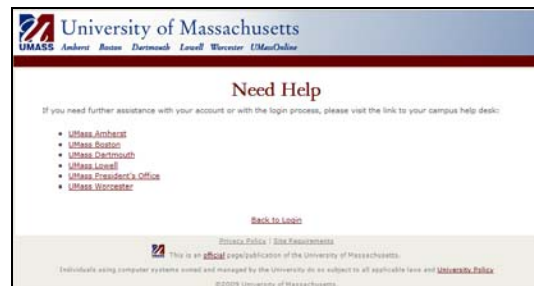 University of Massachusetts
UMASS Amherst Boston Dartmouth Lowell Worcester UMassOnline
Need Help
If you need further assistance with your account or with the login process, please visit the link to your campus help desk:
UMass Amherst
UMass Boston
UMass Dartmouth
UMass Lowell
UMass President's Office
UMass Worcester
Back to Login
Privacy Policy | Site Requirements
This is an official page/publication of the University of Massachusetts.
Individuals using computer systems owned and managed by the University do so subject to all applicable laws and University Policy
©2009 University of Massachusetts